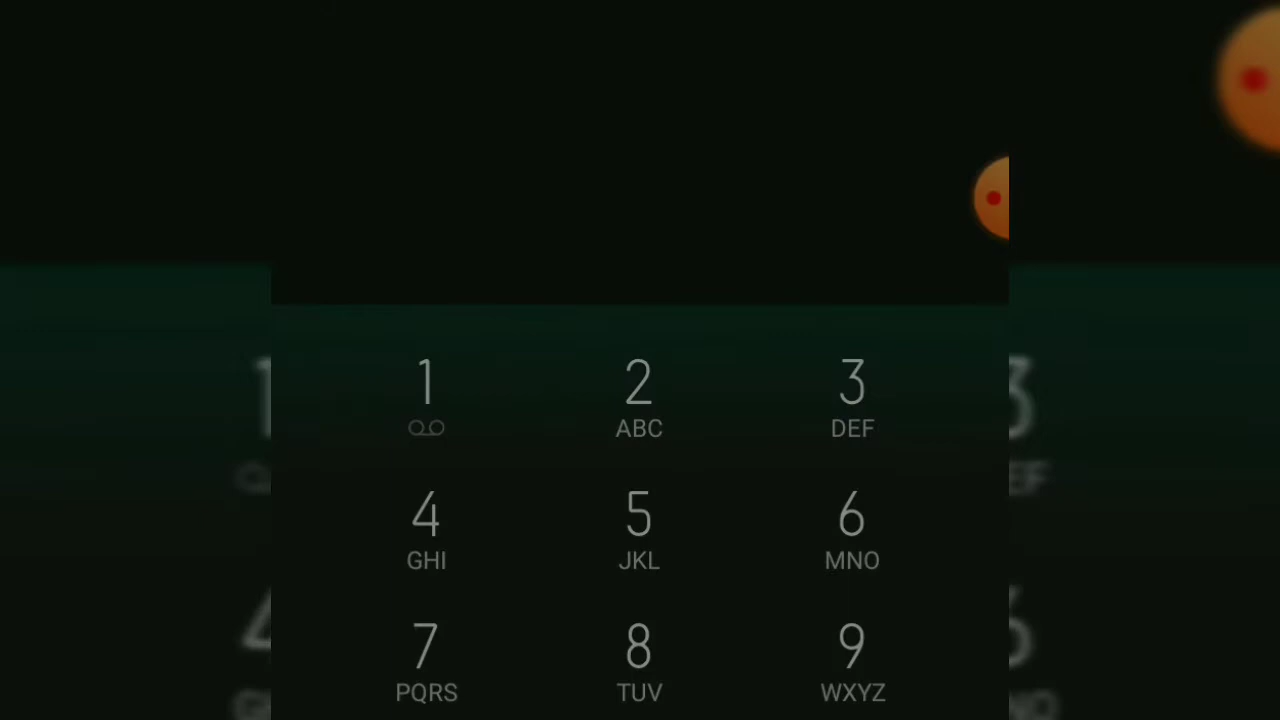 1 2 3
ABC DEF
4 5 6
GHI JKL MNO
7 8 9
PQRS TUV WXYZ